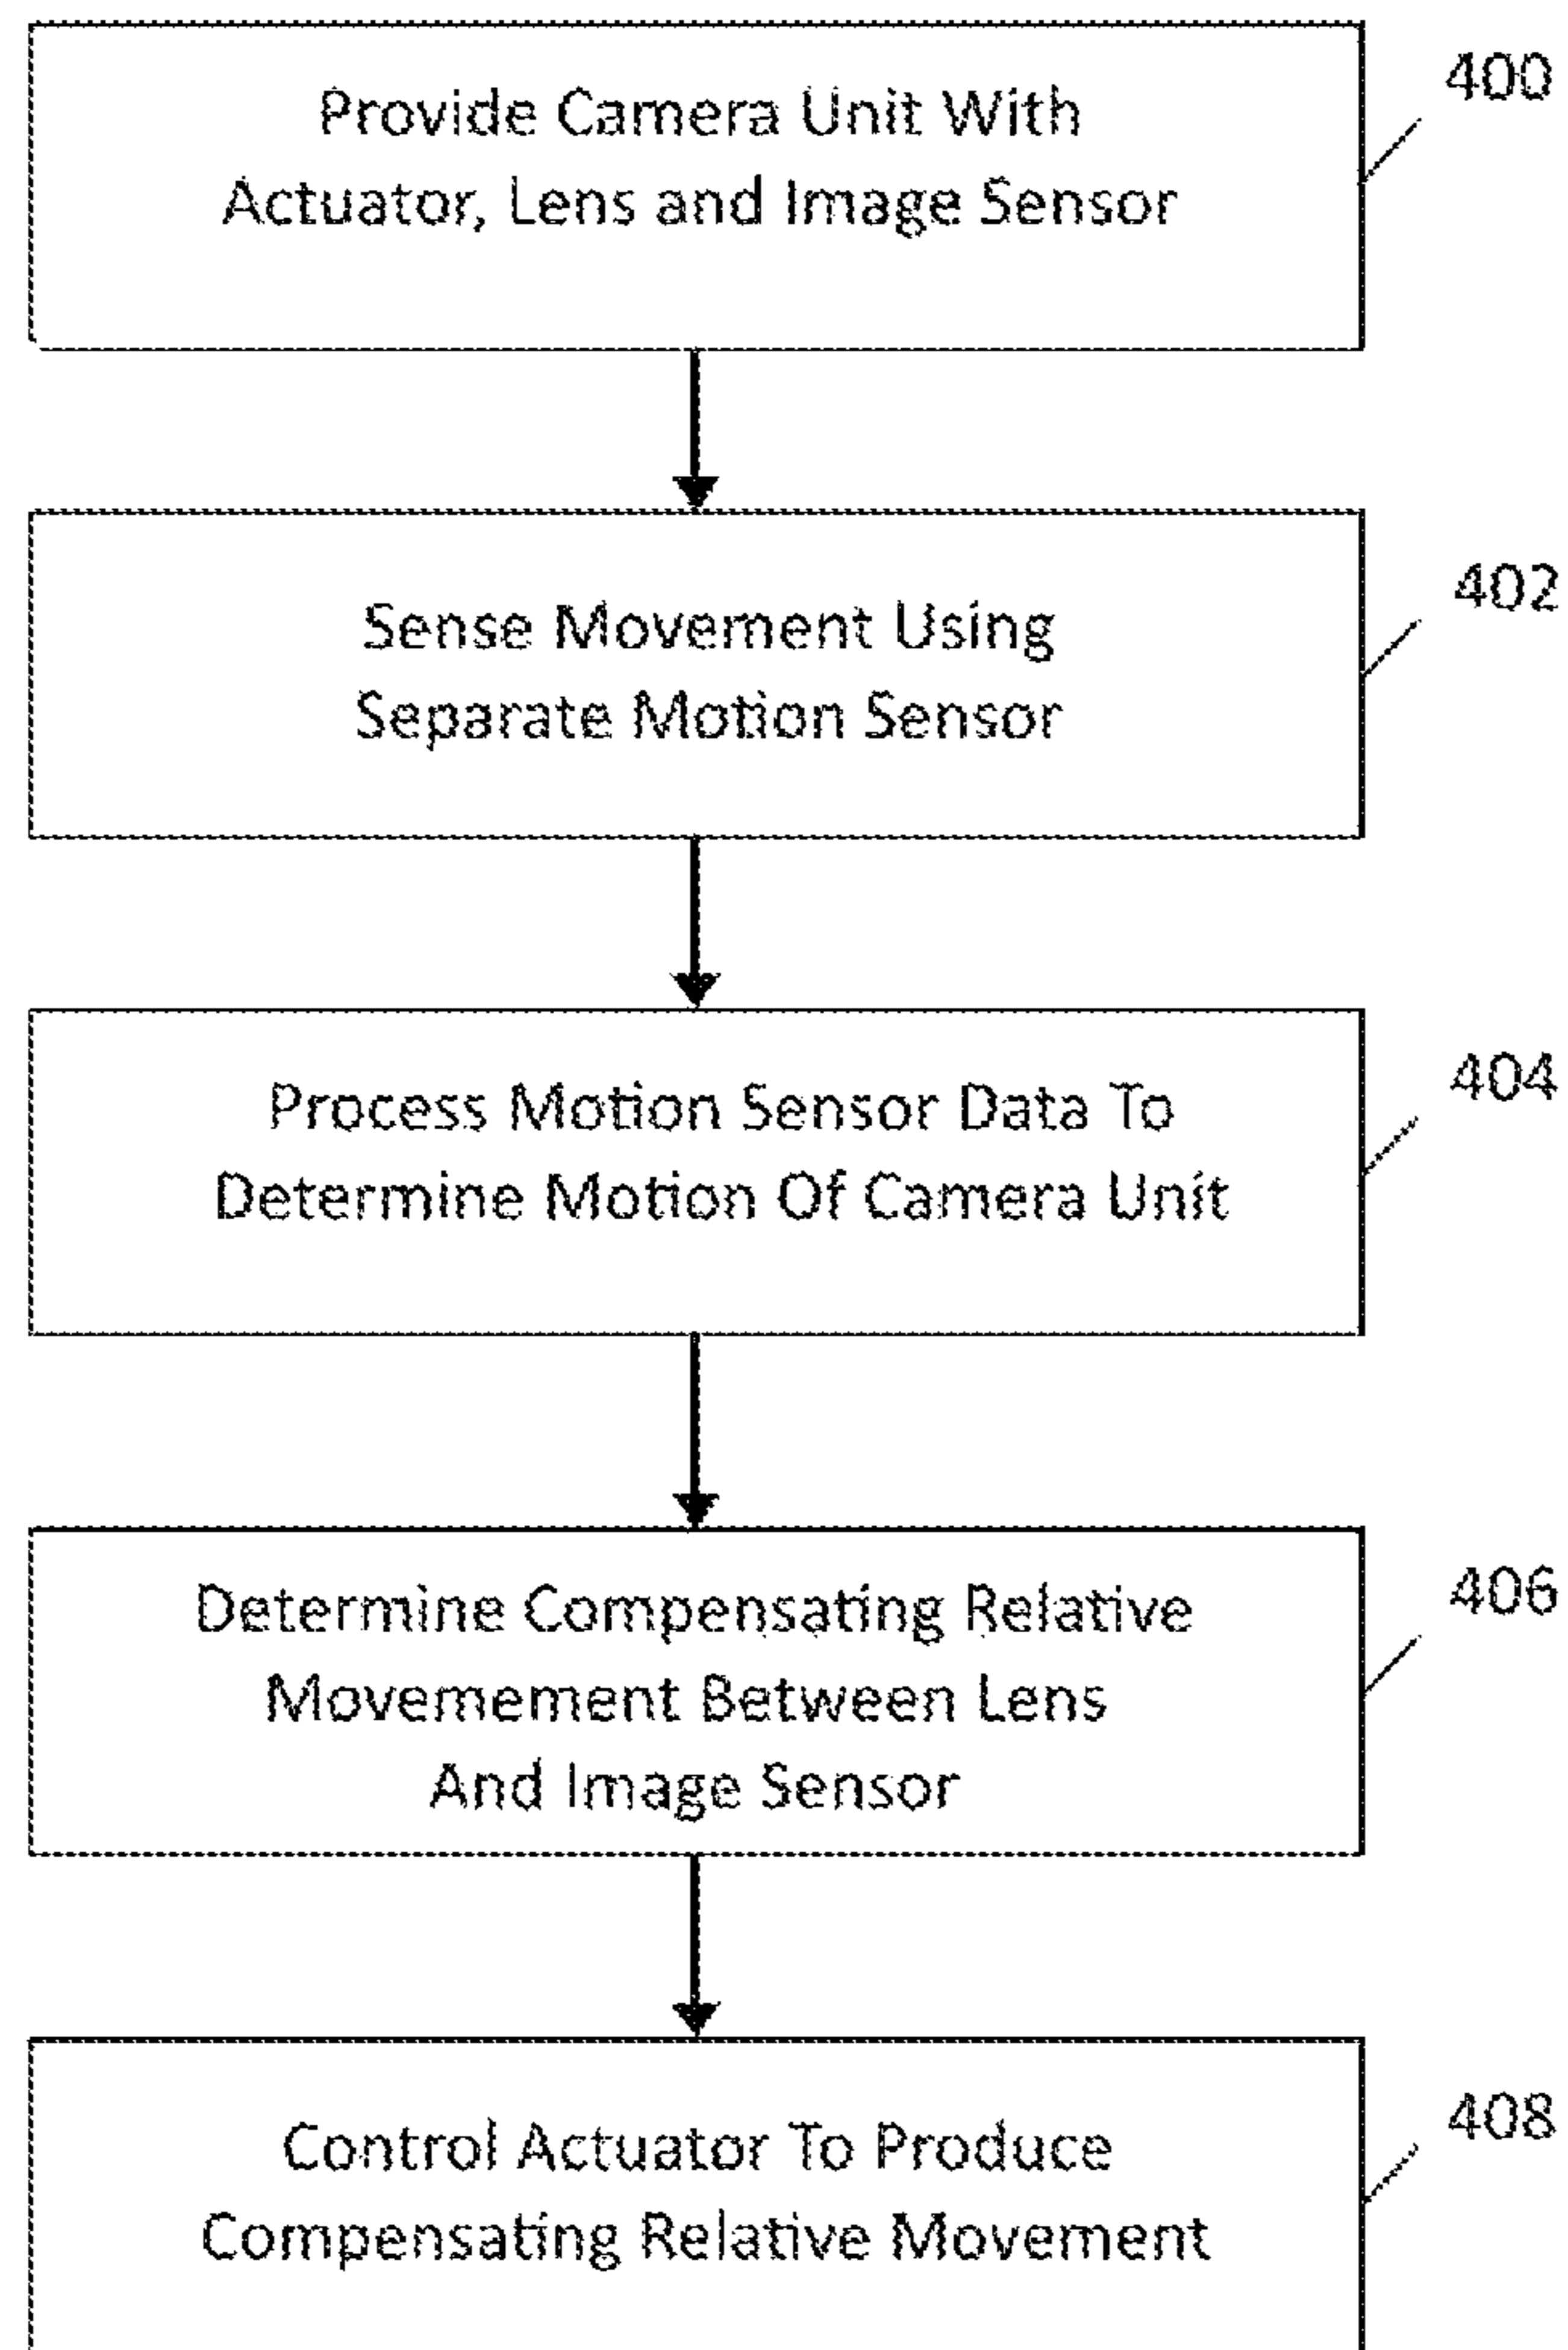 Provide Camera Unit With
Actuator, Lens and Image Sensor
400
Sense Movement Using
Separate Motion Sensor
402
Process Motion Sensor Data To
Determine Motion Of Camera Unit
404
Determine Compensating Relative
Movemement Between Lens
And Image Sensor
406
Control Actuator To Produce
Compensating Relative Movement
408